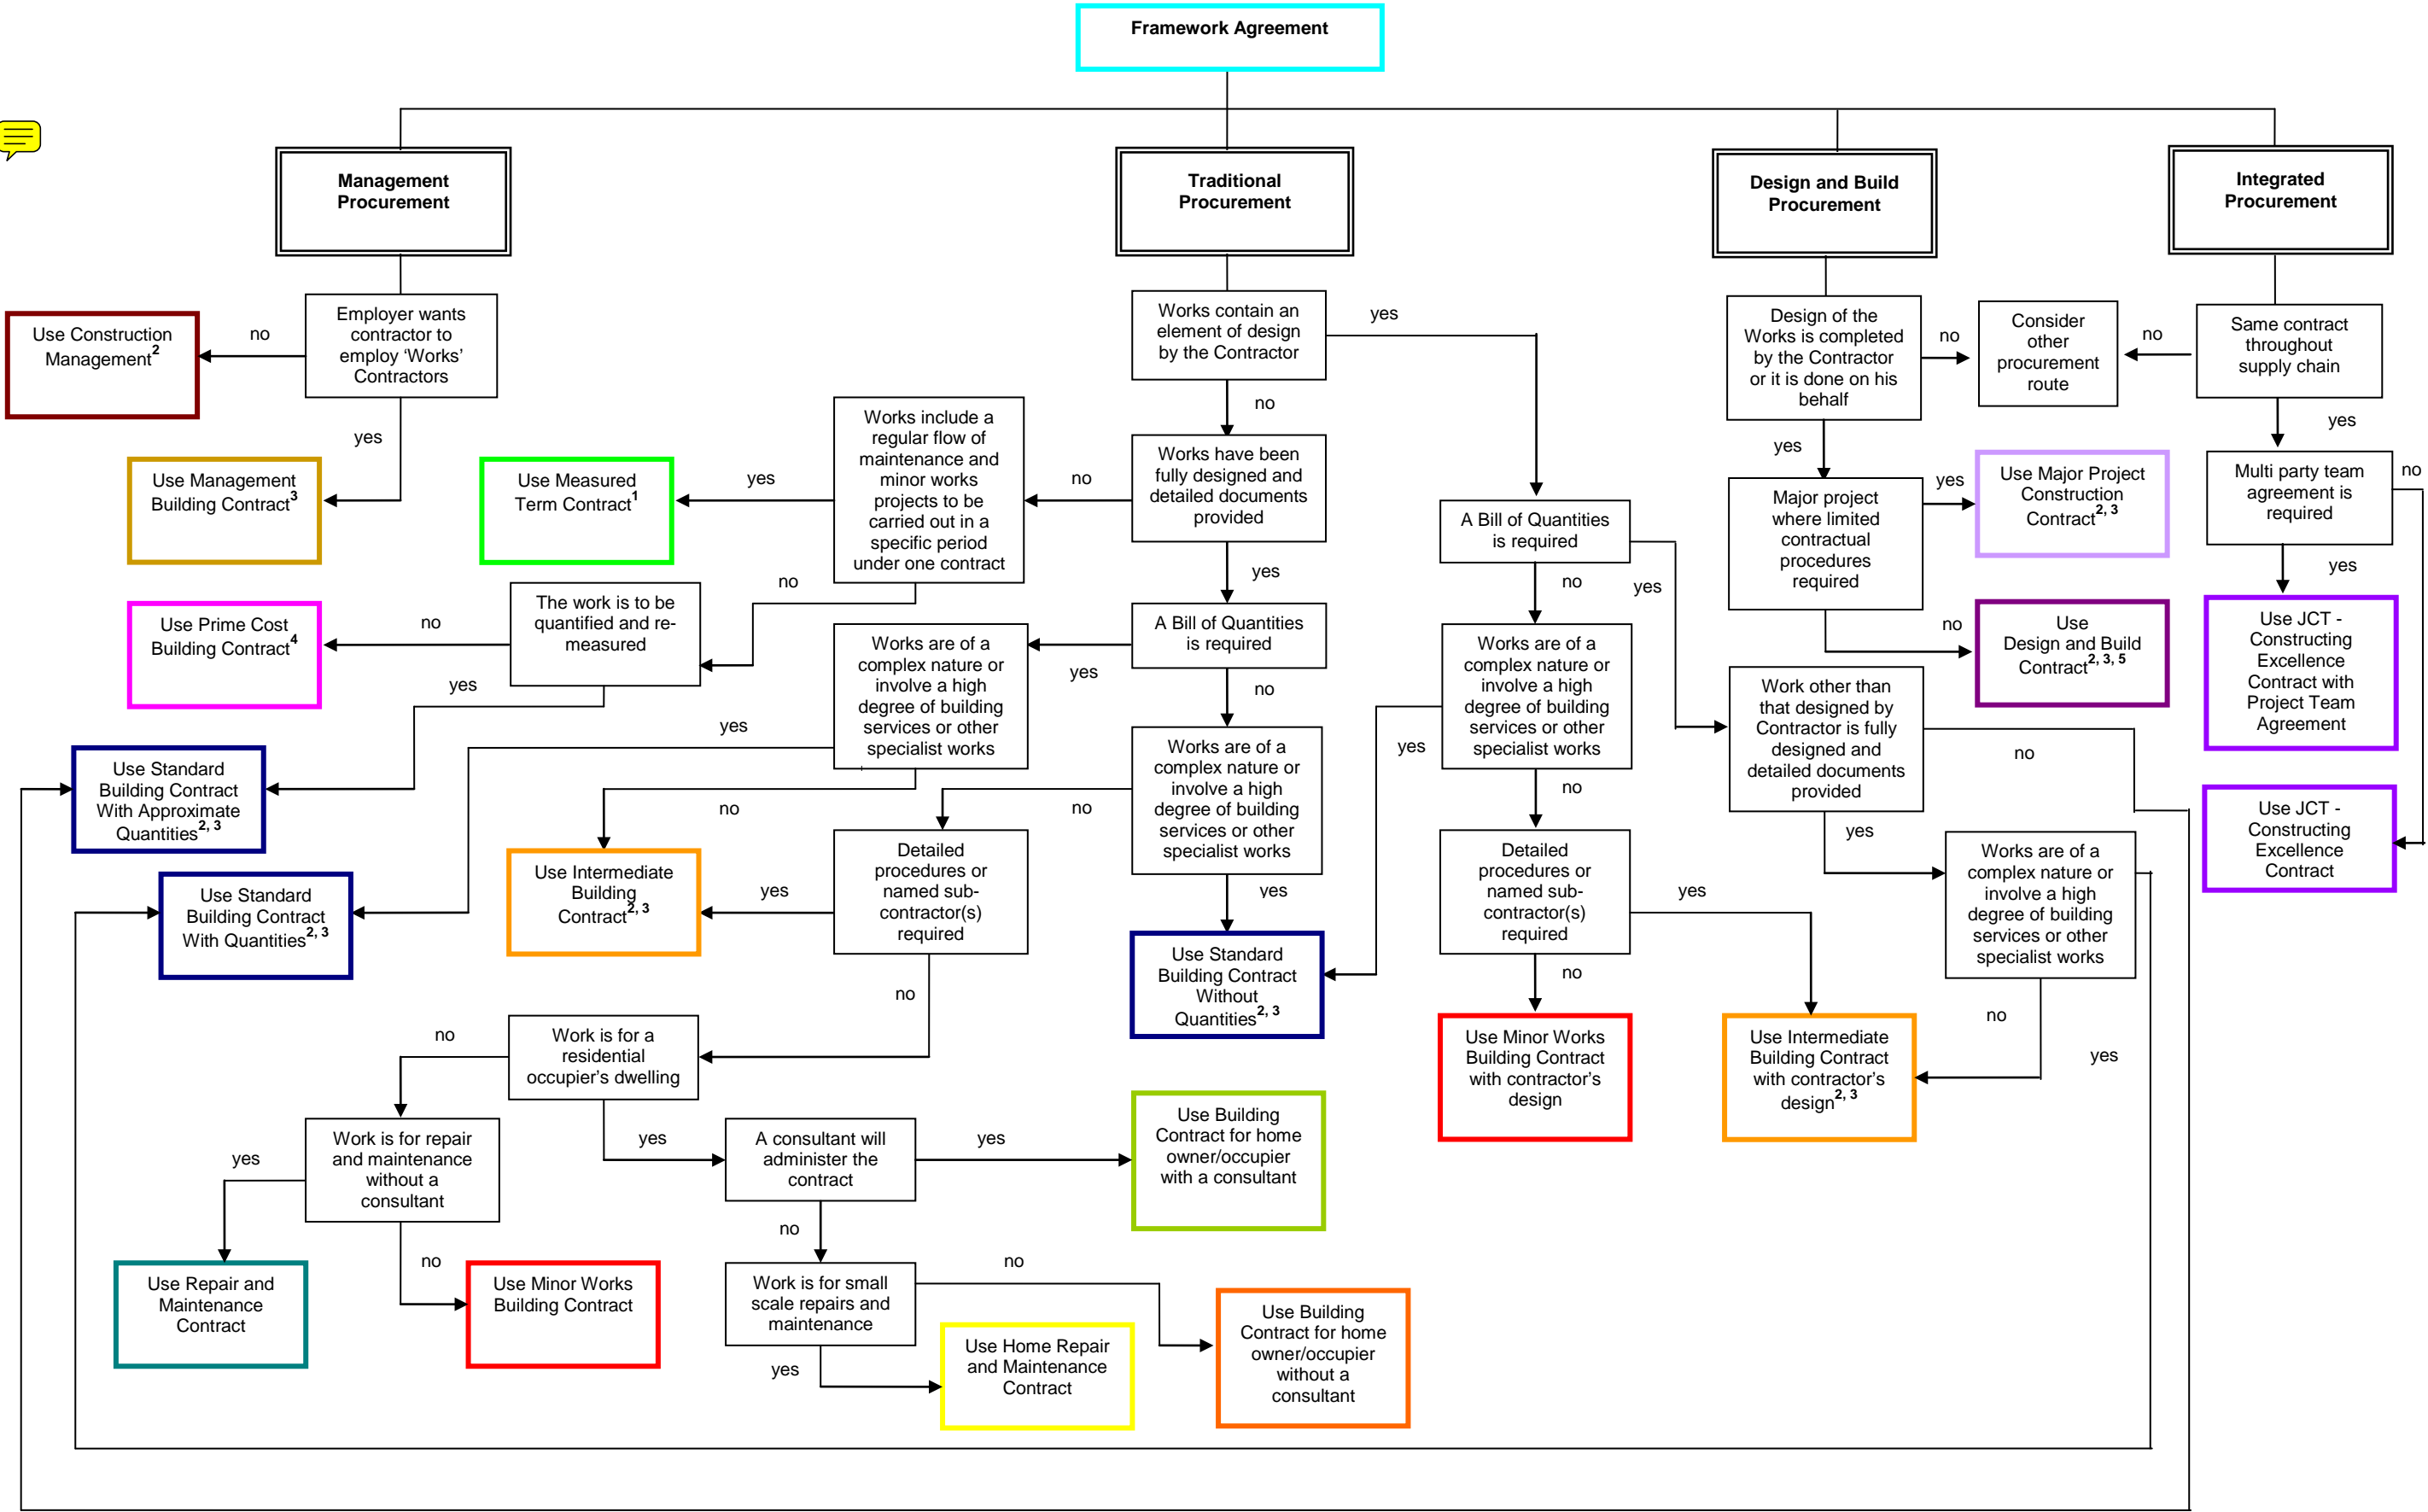 Framework Agreement
Management
Procurement
Traditional
Procurement
Design and Build
Procurement
Integrated
Procurement
Employer wants
contractor to
employ ‘Works’
Contractors
no
Use Construction
Management2
yes
Use Management
Building Contract3
Works contain an
element of design
by the Contractor
yes
no
Works have been
fully designed and
detailed documents
provided
no
Works include a
regular flow of
maintenance and
minor works
projects to be
carried out in a
specific period
under one contract
yes
Use Measured
Term Contract1
no
The work is to be
quantified and re-
measured
no
Use Prime Cost
Building Contract4
yes
Use Standard
Building Contract
With Approximate
Quantities2, 3
yes
A Bill of Quantities
is required
yes
Works are of a
complex nature or
involve a high
degree of building
services or other
specialist works
yes
Use Standard
Building Contract
With Quantities2, 3
no
Use Intermediate
Building
Contract2, 3
no
Works are of a
complex nature or
involve a high
degree of building
services or other
specialist works
no
Detailed
procedures or
named sub-
contractor(s)
required
yes
yes
Use Standard
Building Contract
Without
Quantities2, 3
no
Work is for a
residential
occupier’s dwelling
no
Work is for repair
and maintenance
without a
consultant
yes
Use Repair and
Maintenance
Contract
no
Use Minor Works
Building Contract
yes
A consultant will
administer the
contract
yes
Use Building
Contract for home
owner/occupier
with a consultant
no
Work is for small
scale repairs and
maintenance
no
Use Building
Contract for home
owner/occupier
without a
consultant
yes
Use Home Repair
and Maintenance
Contract
A Bill of Quantities
is required
no
yes
Works are of a
complex nature or
involve a high
degree of building
services or other
specialist works
yes
no
Detailed
procedures or
named sub-
contractor(s)
required
yes
no
Use Minor Works
Building Contract
with contractor’s
design
Use Intermediate
Building Contract
with contractor’s
design2, 3
Work other than
that designed by
Contractor is fully
designed and
detailed documents
provided
no
yes
Works are of a
complex nature or
involve a high
degree of building
services or other
specialist works
no
yes
Design of the
Works is completed
by the Contractor
or it is done on his
behalf
no
Consider
other
procurement
route
yes
Major project
where limited
contractual
procedures
required
yes
Use Major Project
Construction
Contract2, 3
no
Use
Design and Build
Contract2, 3, 5
Same contract
throughout
supply chain
no
yes
Multi party team
agreement is
required
no
yes
Use JCT -
Constructing
Excellence
Contract with
Project Team
Agreement
Use JCT -
Constructing
Excellence
Contract